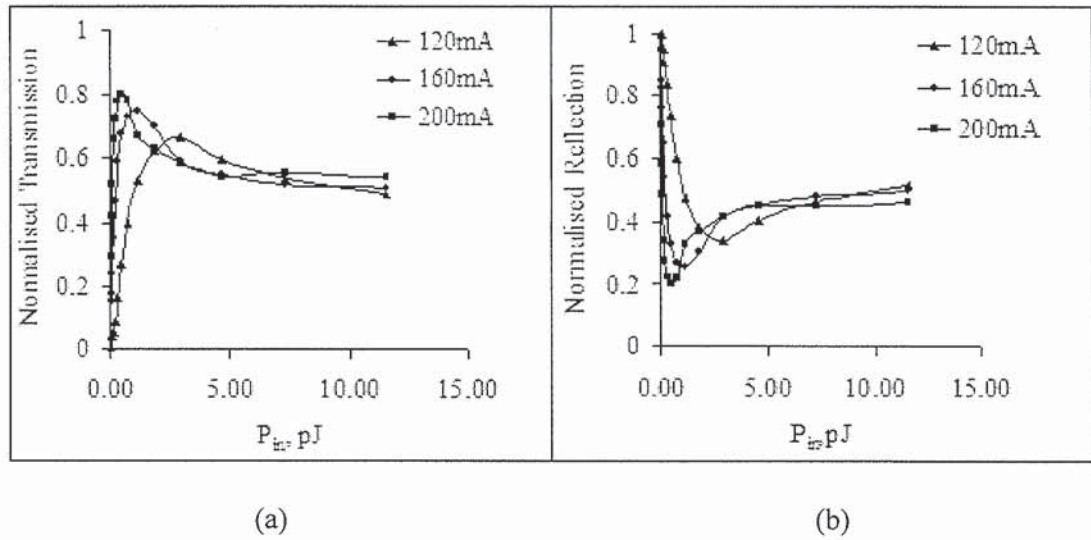 Normalised Transmission
1
0.8
0.6
0.4
0.2
0
0.00 5.00 10.00 15.00
P_in, pJ
120mA
160mA
200mA
(a)
Normalised Reflection
1
0.8
0.6
0.4
0.2
0
0.00 5.00 10.00 15.00
P_in, pJ
120mA
160mA
200mA
(b)